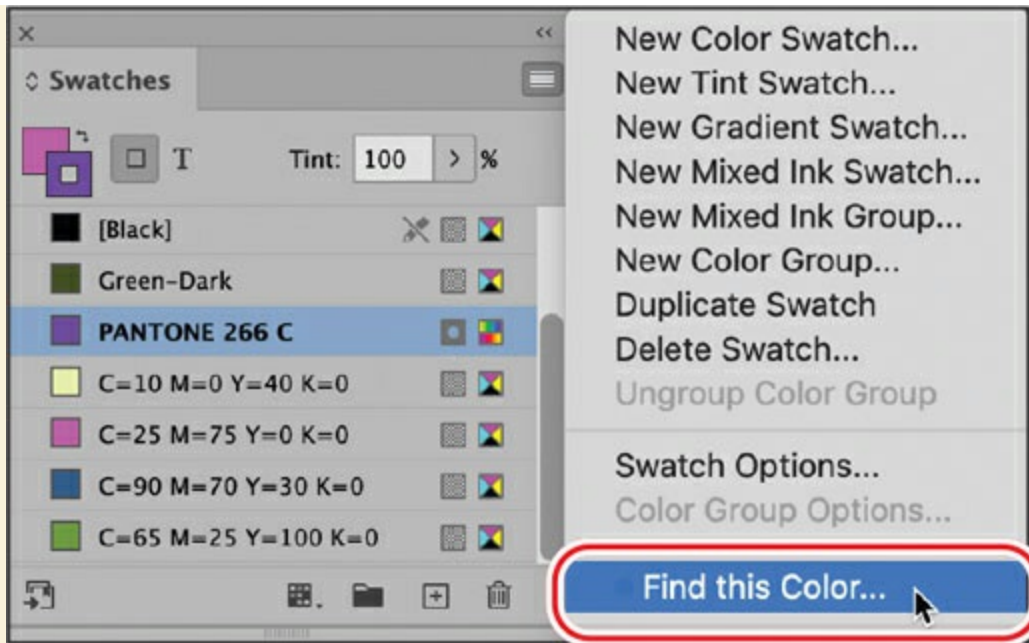 Swatches
T Tint: 100 > %
[Black]
Green-Dark
PANTONE 266 C
C=10 M=0 Y=40 K=0
C=25 M=75 Y=0 K=0
C=90 M=70 Y=30 K=0
C=65 M=25 Y=100 K=0
New Color Swatch...
New Tint Swatch...
New Gradient Swatch...
New Mixed Ink Swatch...
New Mixed Ink Group...
New Color Group...
Duplicate Swatch
Delete Swatch...
Ungroup Color Group
Swatch Options...
Color Group Options...
Find this Color...